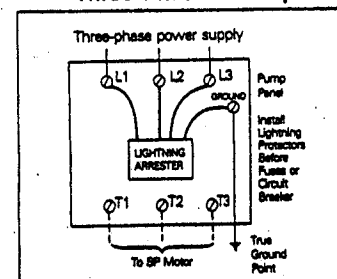 Three-phase power supply
L1 L2 L3
Pump
Panel
GROUND
Install
Lightning
Protectors
Before
Fuses or
Circuit
Breaker
LIGHTNING
ARRESTER
T1 T2 T3
To SP Motor
True
Ground
Point